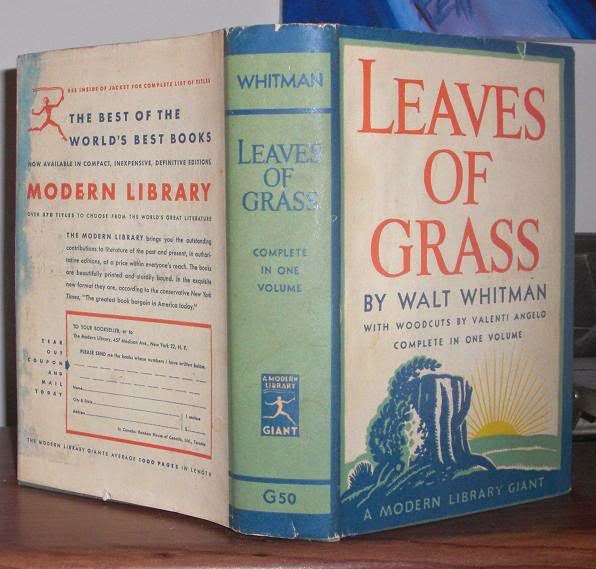 SEE INSIDE OF JACKET FOR COMPLETE LIST OF TITLES
THE BEST OF THE
WORLD'S BEST BOOKS
NOW AVAILABLE IN COMPACT, INEXPENSIVE, DEFINITIVE EDITIONS
MODERN LIBRARY
OVER 370 TITLES TO CHOOSE FROM THE WORLD'S GREAT LITERATURE
THE MODERN LIBRARY brings you the outstanding
contributions to literature of the past and present, in authori-
tative editions, at a price within everyone's reach. The books
are beautifully printed and sturdily bound. In the exquisite
new format they are, according to the conservative New York
Times, "The greatest book bargain in America today."
TEAR
OUT
COUPON
AND
MAIL
TODAY
TO YOUR BOOKSELLER, or to
The Modern Library, 457 Madison Ave., New York 22, N. Y.
PLEASE SEND me the books whose numbers I have written below.
Name
City & State
Address
I enclose
$
In Canada: Random House of Canada, Ltd., Toronto
THE MODERN LIBRARY GIANTS AVERAGE 1000 PAGES IN LENGTH
WHITMAN
LEAVES
OF
GRASS
COMPLETE
IN ONE
VOLUME
A MODERN
LIBRARY
GIANT
G50
LEAVES
OF
GRASS
BY WALT WHITMAN
WITH WOODCUTS BY VALENTI ANGELO
COMPLETE IN ONE VOLUME
A MODERN LIBRARY GIANT